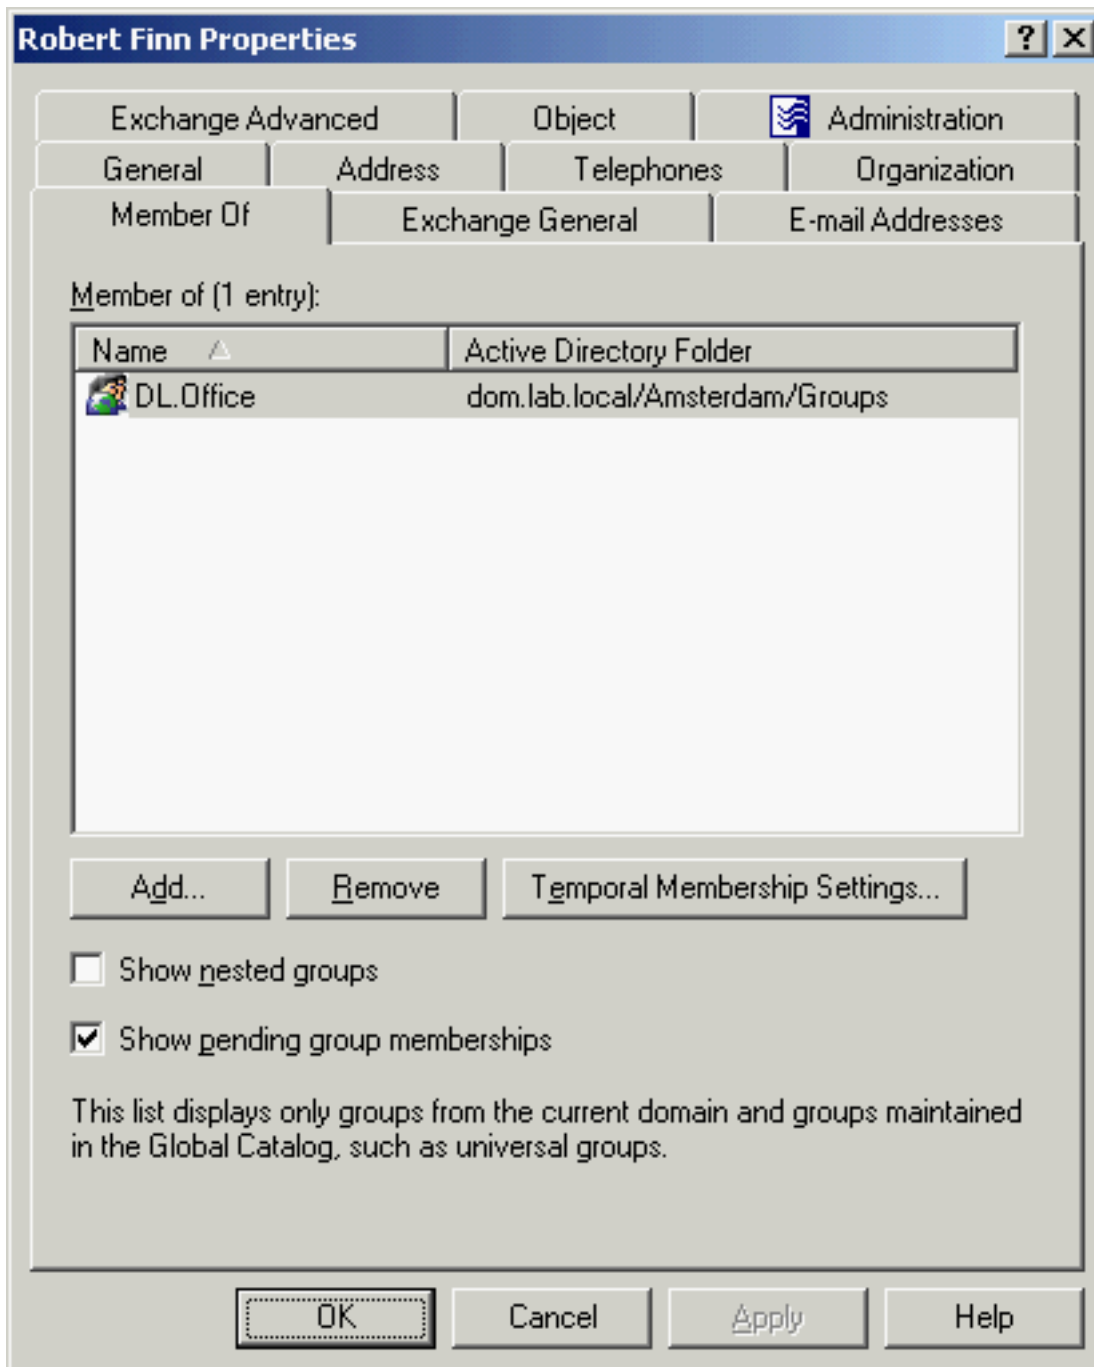 Robert Finn Properties
Exchange Advanced Object Administration
General Address Telephones Organization
Member Of Exchange General E-mail Addresses
Member of (1 entry):
Name Active Directory Folder
DL.Office dom.lab.local/Amsterdam/Groups
Add... Remove Temporal Membership Settings...
Show nested groups
Show pending group memberships
This list displays only groups from the current domain and groups maintained
in the Global Catalog, such as universal groups.
OK Cancel Apply Help